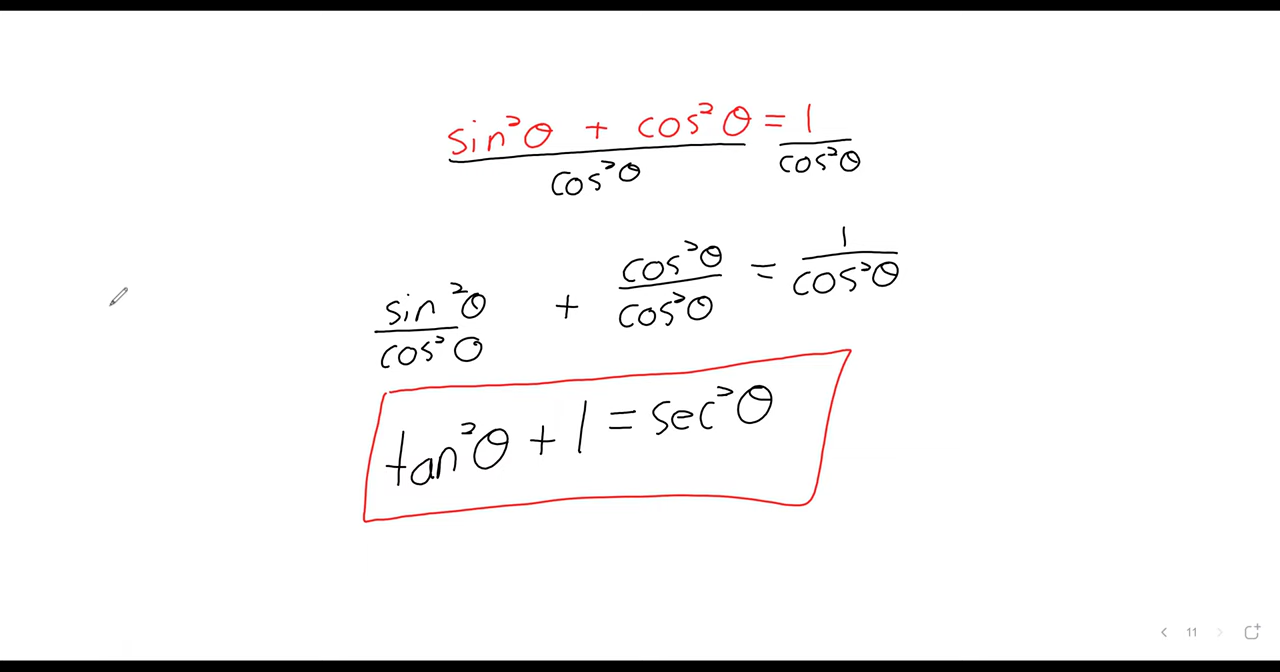 sin²θ + cos²θ = 1
cos²θ cos²θ
sin²θ + cos²θ = 1
cos²θ cos²θ cos²θ
tan²θ + 1 = sec²θ
< 11 >